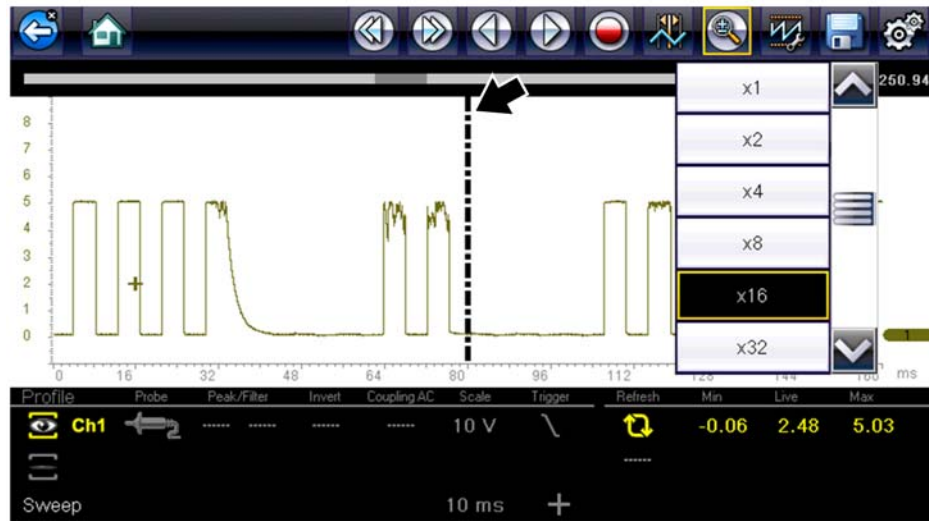 250.94
x1
x2
x4
x8
x16
x32
8
7
6
5
4
3
2
1
0
1
0 16 32 48 64 80 96 112 128 144 160 ms
Profile Probe Peak/Filter Invert Coupling AC Scale Trigger Refresh Min Live Max
Ch1 2 ------ ------ ------ ------ 10 V -0.06 2.48 5.03
------
Sweep 10 ms